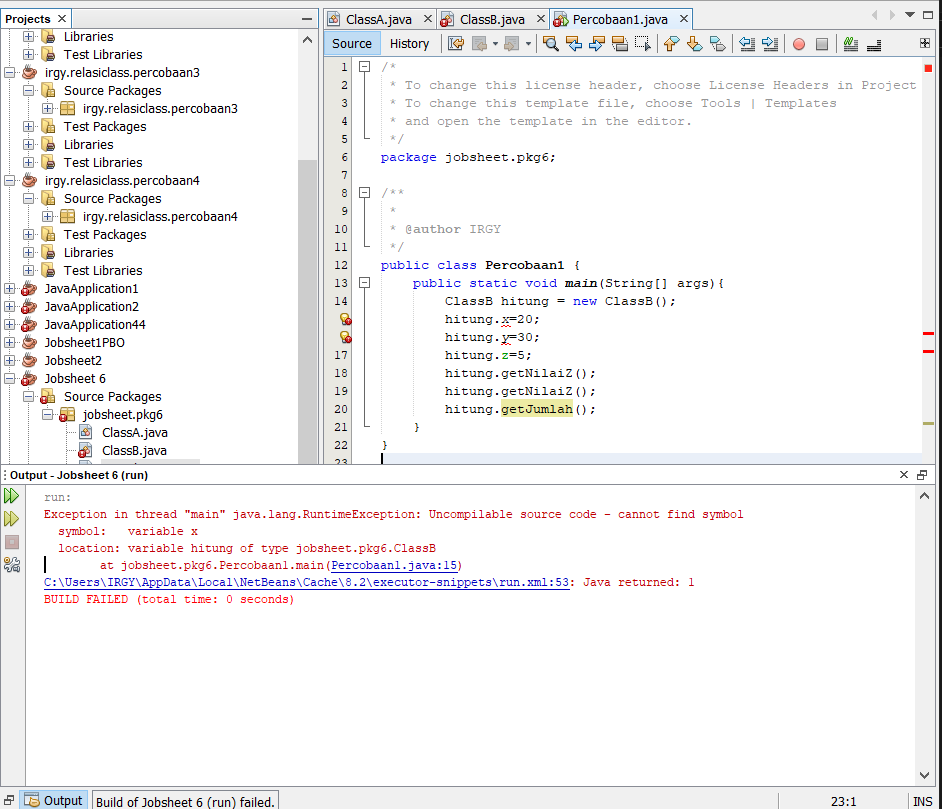 Projects
Libraries
Test Libraries
irgy.relasiclass.percobaan3
Source Packages
irgy.relasiclass.percobaan3
Test Packages
Libraries
Test Libraries
irgy.relasiclass.percobaan4
Source Packages
irgy.relasiclass.percobaan4
Test Packages
Libraries
Test Libraries
JavaApplication1
JavaApplication2
JavaApplication44
Jobsheet1PBO
Jobsheet2
Jobsheet 6
Source Packages
jobsheet.pkg6
ClassA.java
ClassB.java
ClassA.java ClassB.java Percobaan1.java
Source History
1 /*
2 * To change this license header, choose License Headers in Project
3 * To change this template file, choose Tools | Templates
4 * and open the template in the editor.
5 */
6 package jobsheet.pkg6;
7
8 /**
9 *
10 * @author IRGY
11 */
12 public class Percobaan1 {
13 public static void main(String[] args){
14 ClassB hitung = new ClassB();
hitung.x=20;
hitung.y=30;
17 hitung.z=5;
18 hitung.getNilaiZ();
19 hitung.getNilaiZ();
20 hitung.getJumlah();
21 }
22 }
23
Output - Jobsheet 6 (run)
run:
Exception in thread "main" java.lang.RuntimeException: Uncompilable source code - cannot find symbol
symbol: variable x
location: variable hitung of type jobsheet.pkg6.ClassB
at jobsheet.pkg6.Percobaan1.main(Percobaan1.java:15)
C:\Users\IRGY\AppData\Local\NetBeans\Cache\8.2\executor-snippets\run.xml:53: Java returned: 1
BUILD FAILED (total time: 0 seconds)
Output Build of Jobsheet 6 (run) failed. 23:1 INS